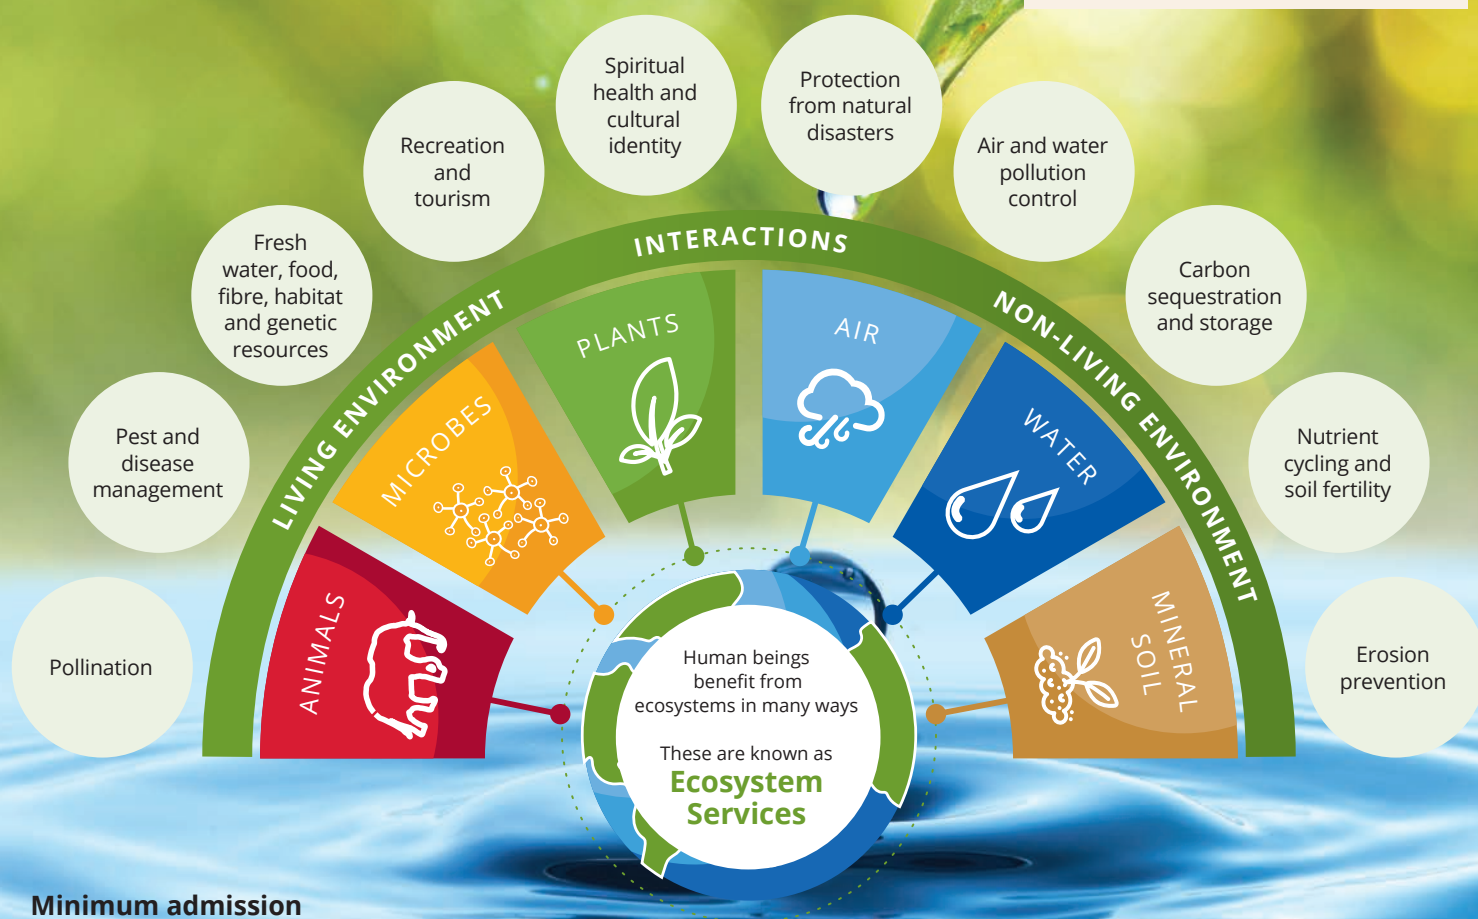 Spiritual
health and
cultural
identity
Protection
from natural
disasters
Recreation
and
tourism
Air and water
pollution
control
Fresh
water, food,
fibre, habitat
and genetic
resources
Carbon
sequestration
and storage
Pest and
disease
management
Nutrient
cycling and
soil fertility
Pollination
Erosion
prevention
LIVING ENVIRONMENT
INTERACTIONS
NON-LIVING ENVIRONMENT
ANIMALS
MICROBES
PLANTS
AIR
WATER
MINERAL
SOIL
Human beings
benefit from
ecosystems in many ways
These are known as
Ecosystem
Services
Minimum admission